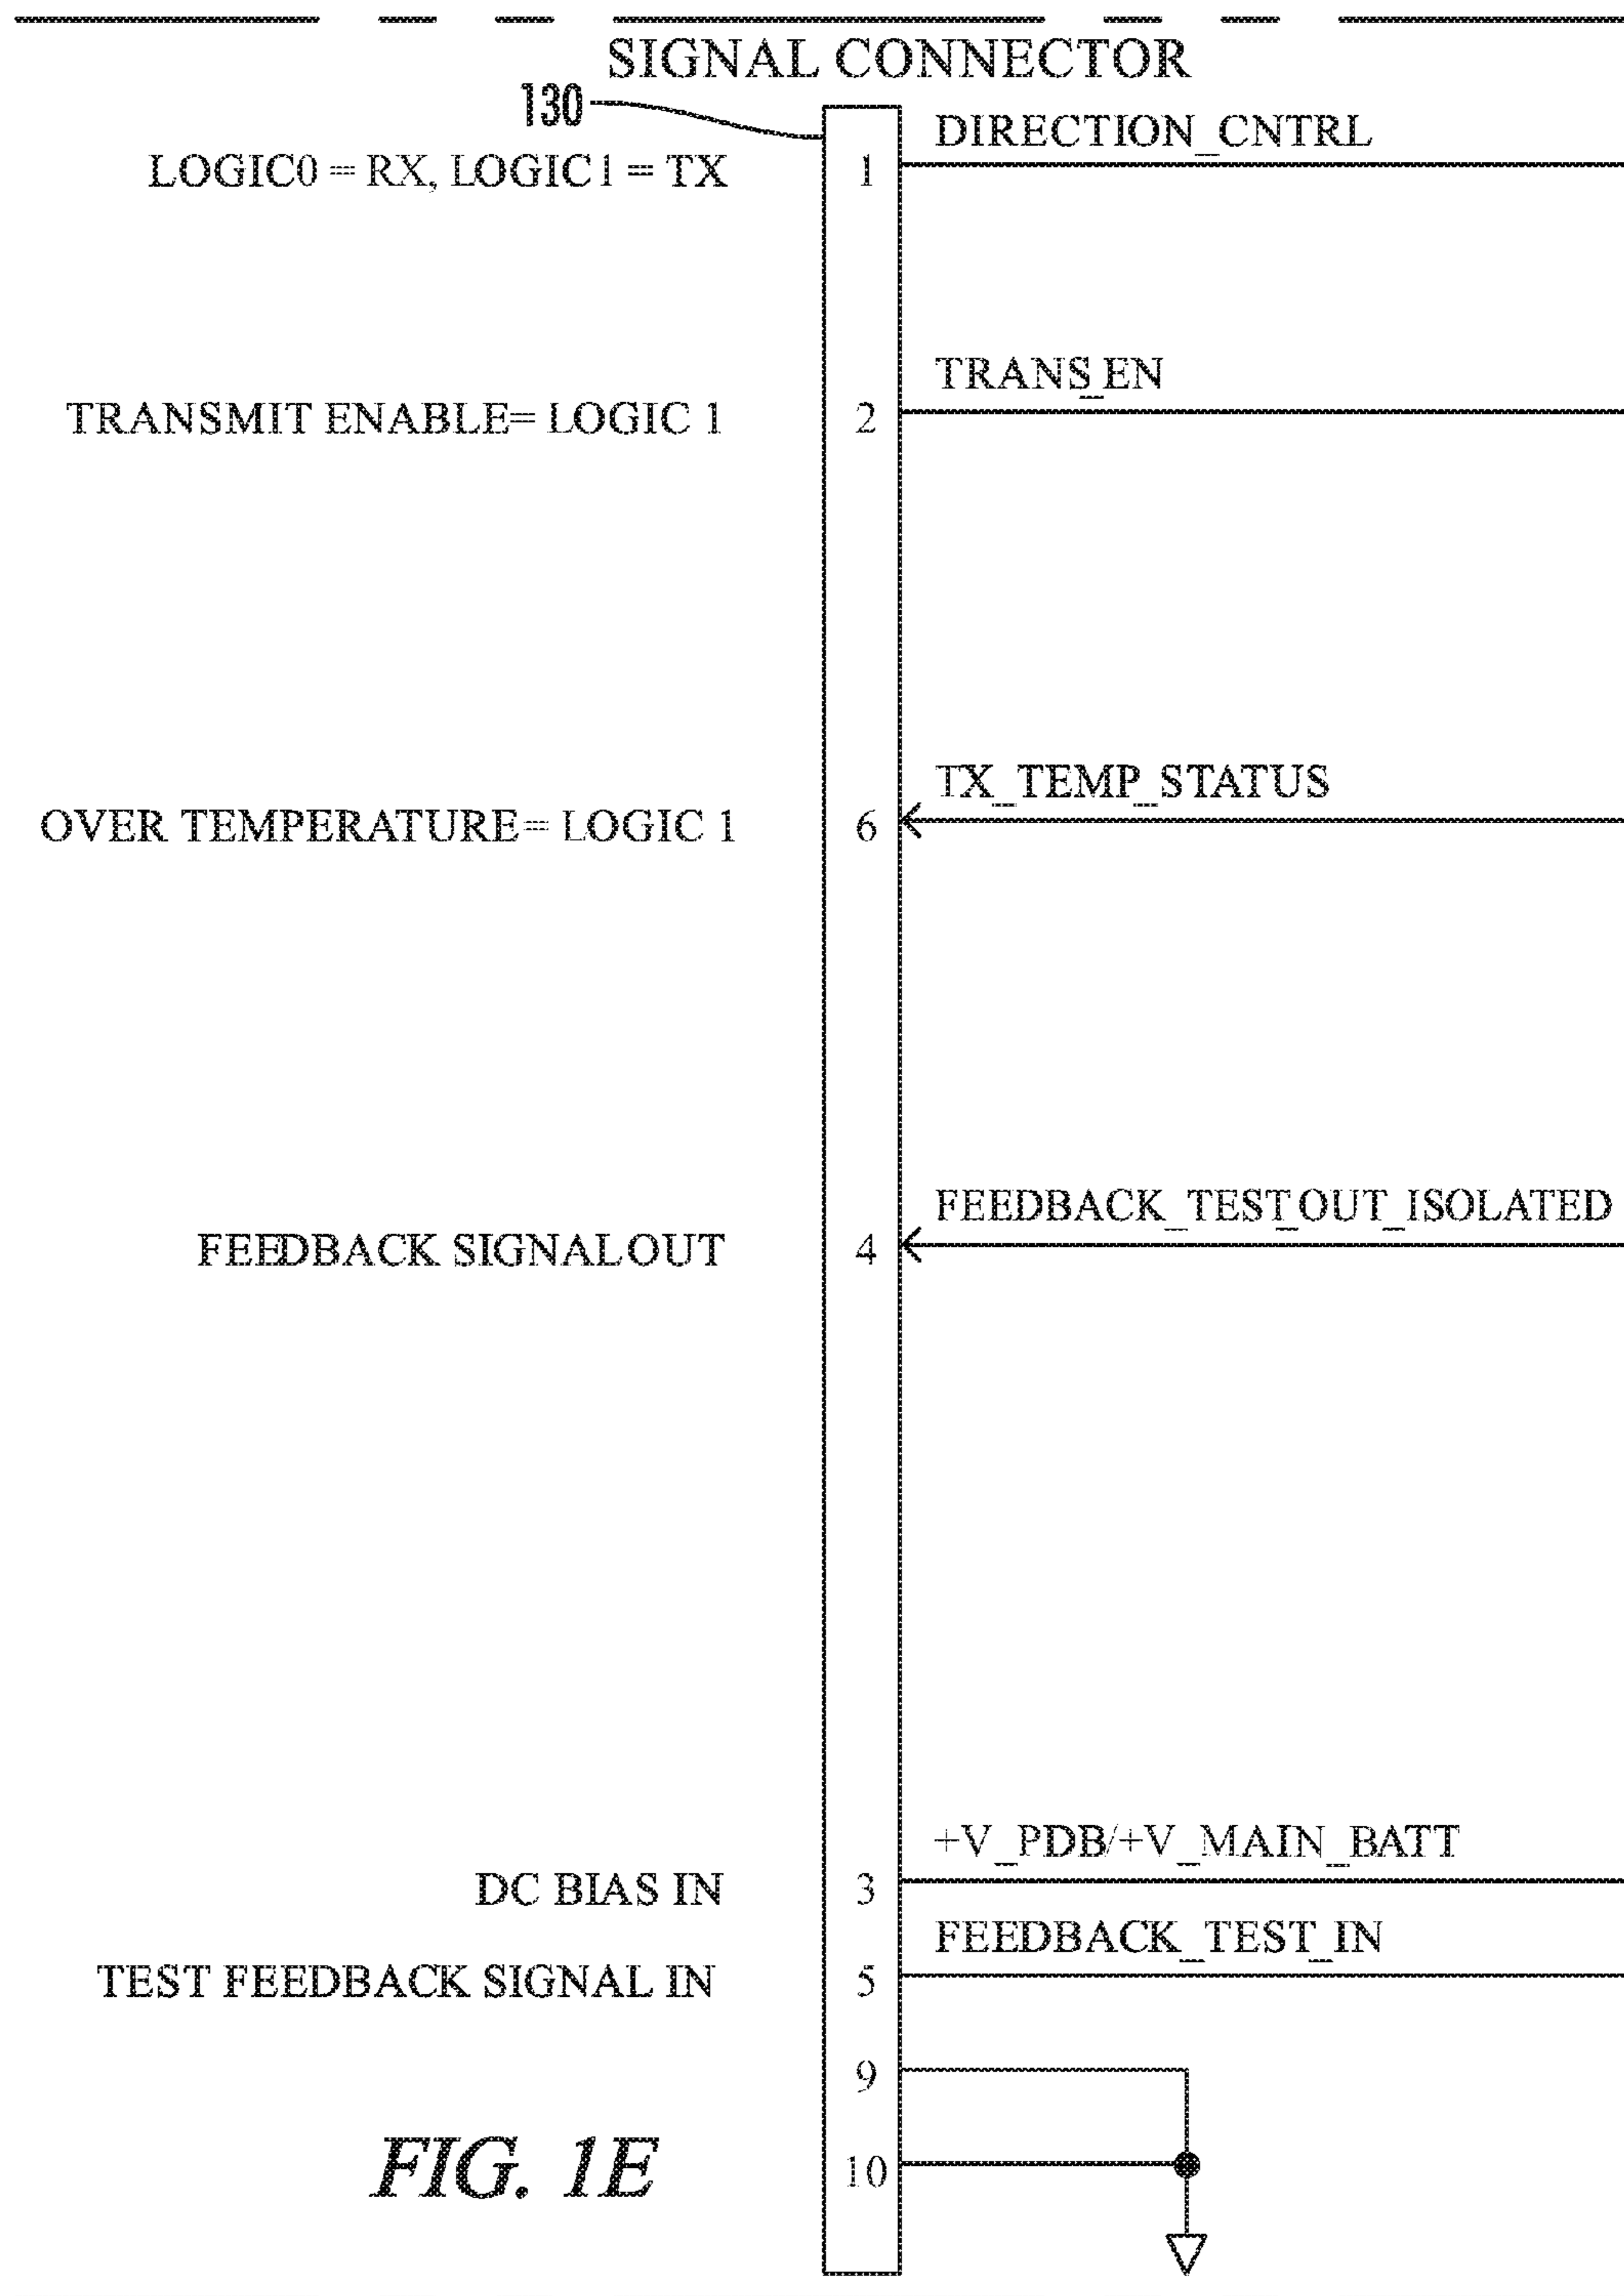 SIGNAL CONNECTOR
130
DIRECTION_CNTRL
LOGIC0 = RX, LOGIC1 = TX 1
TRANS_EN
TRANSMIT ENABLE= LOGIC 1 2
TX_TEMP_STATUS
OVER TEMPERATURE= LOGIC 1 6
FEEDBACK_TEST_OUT_ISOLATED
FEEDBACK SIGNAL OUT 4
+V_PDB/+V_MAIN_BATT
DC BIAS IN 3
FEEDBACK_TEST_IN
TEST FEEDBACK SIGNAL IN 5
9
10
FIG. 1E